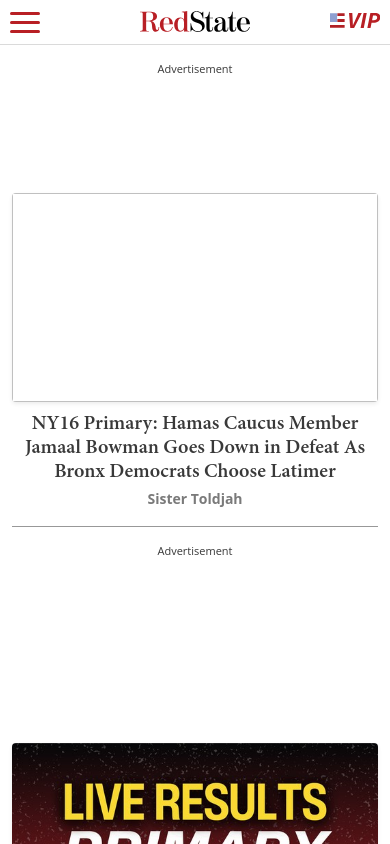 RedState
VIP
Advertisement
NY16 Primary: Hamas Caucus Member
Jamaal Bowman Goes Down in Defeat As
Bronx Democrats Choose Latimer
Sister Toldjah
Advertisement
LIVE RESULTS
PRIMARY